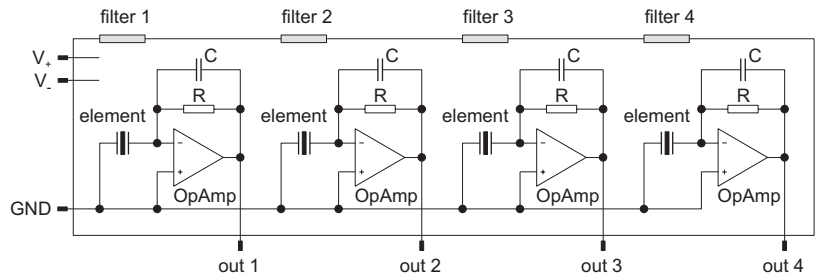 filter 1 filter 2 filter 3 filter 4
V+
V-
C C C C
R R R R
element element element element
− − − −
+ + + +
OpAmp OpAmp OpAmp OpAmp
GND
out 1 out 2 out 3 out 4